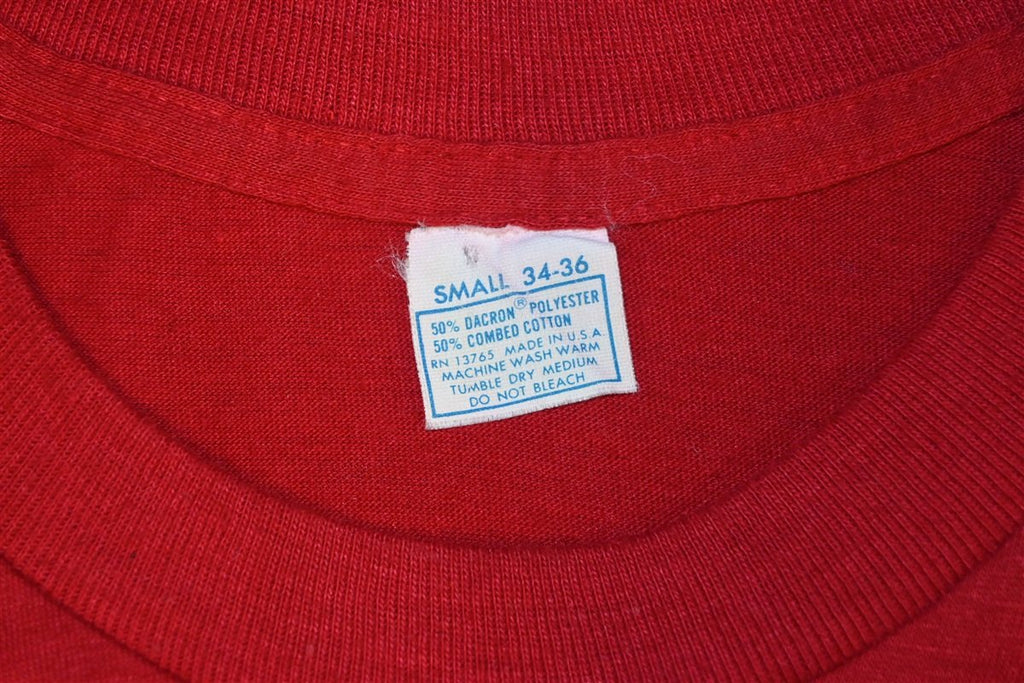 SMALL 34-36
50% DACRON® POLYESTER
50% COMBED COTTON
RN 13765 MADE IN U.S.A
MACHINE WASH WARM
TUMBLE DRY MEDIUM
DO NOT BLEACH